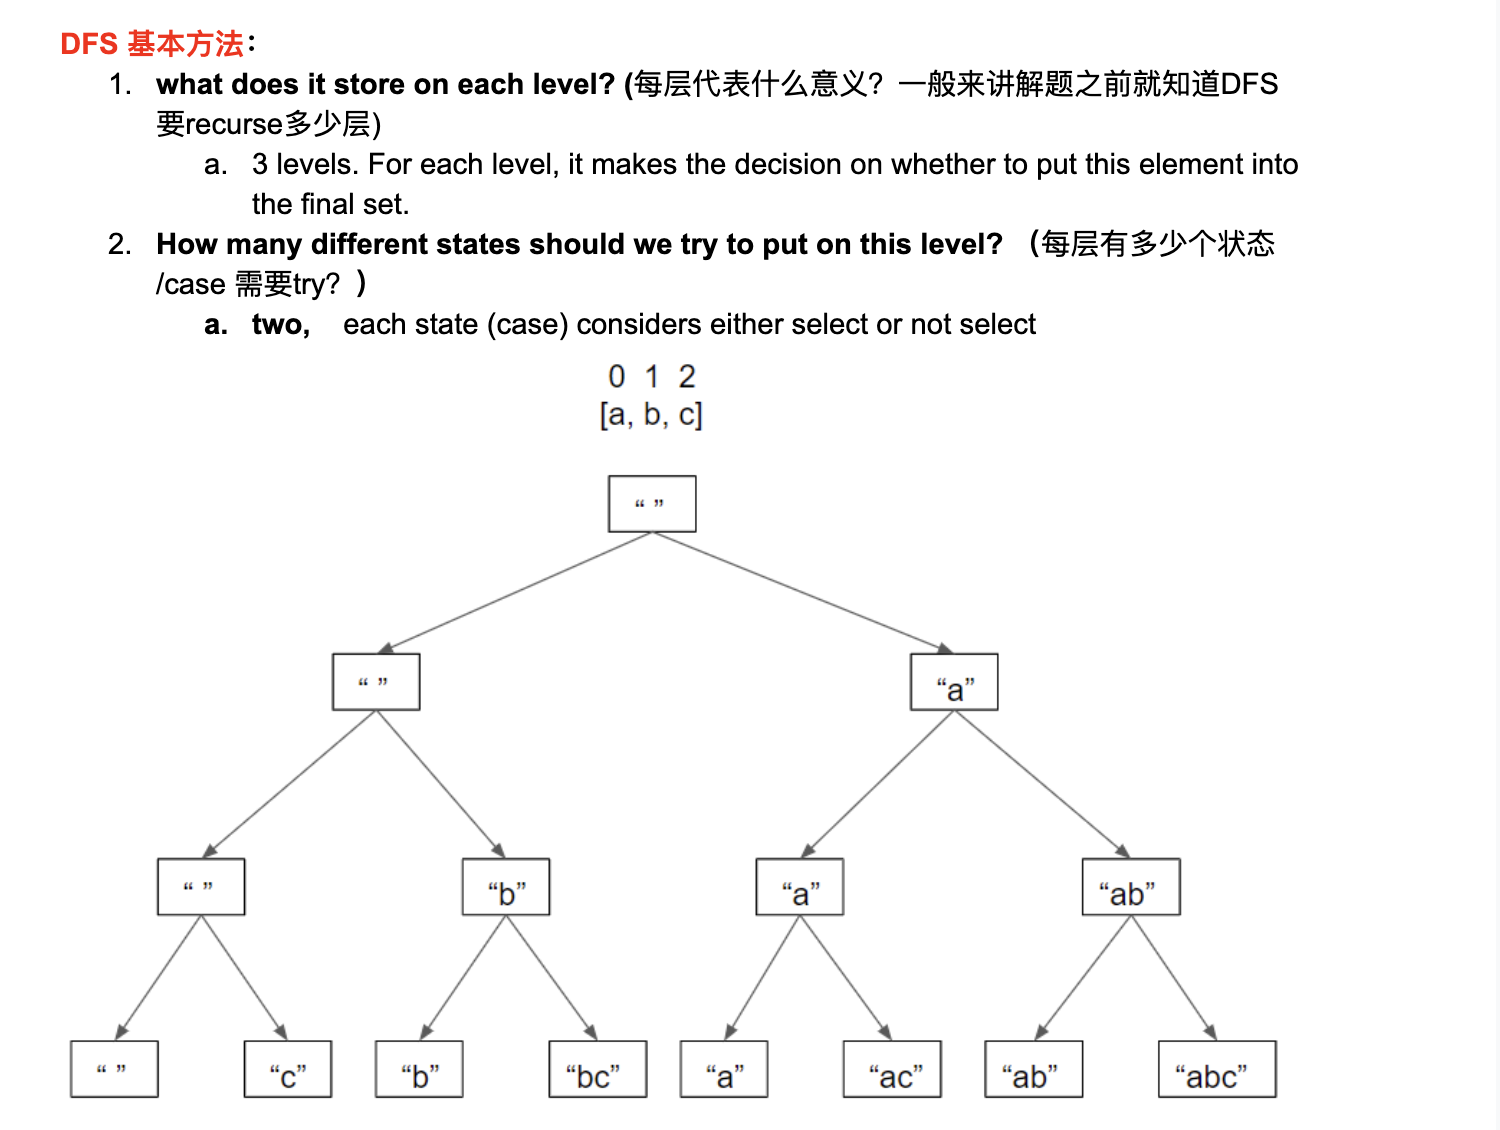 DFS 基本方法：
1. what does it store on each level? (每层代表什么意义？一般来讲解题之前就知道DFS
要recurse多少层)
a. 3 levels. For each level, it makes the decision on whether to put this element into
the final set.
2. How many different states should we try to put on this level? （每层有多少个状态
/case 需要try？)
a. two, each state (case) considers either select or not select
0 1 2
[a, b, c]
“ ”
“ ” “a”
“ ” “b” “a” “ab”
“ ” “c” “b” “bc” “a” “ac” “ab” “abc”